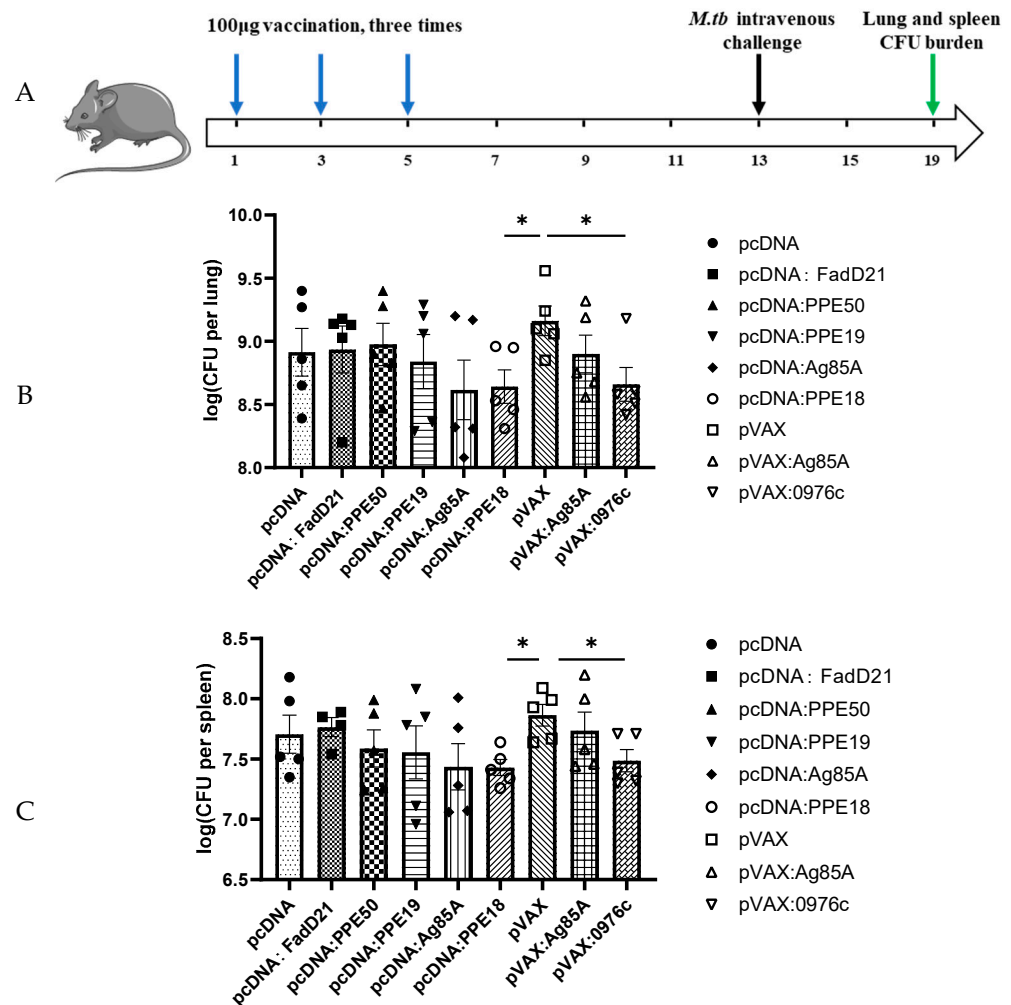 100μg vaccination, three times
M.tb intravenous
challenge
Lung and spleen
CFU burden
A
1 3 5 7 9 11 13 15 19
B
log(CFU per lung)
10.0
9.5
9.0
8.5
8.0
* *
pcDNA
pcDNA: FadD21
pcDNA:PPE50
pcDNA:PPE19
pcDNA:Ag85A
pcDNA:PPE18
pVAX
pVAX:Ag85A
pVAX:0976c
pcDNA
pcDNA: FadD21
pcDNA:PPE50
pcDNA:PPE19
pcDNA:Ag85A
pcDNA:PPE18
pVAX
pVAX:Ag85A
pVAX:0976c
C
log(CFU per spleen)
8.5
8.0
7.5
7.0
6.5
* *
pcDNA
pcDNA: FadD21
pcDNA:PPE50
pcDNA:PPE19
pcDNA:Ag85A
pcDNA:PPE18
pVAX
pVAX:Ag85A
pVAX:0976c
pcDNA
pcDNA: FadD21
pcDNA:PPE50
pcDNA:PPE19
pcDNA:Ag85A
pcDNA:PPE18
pVAX
pVAX:Ag85A
pVAX:0976c